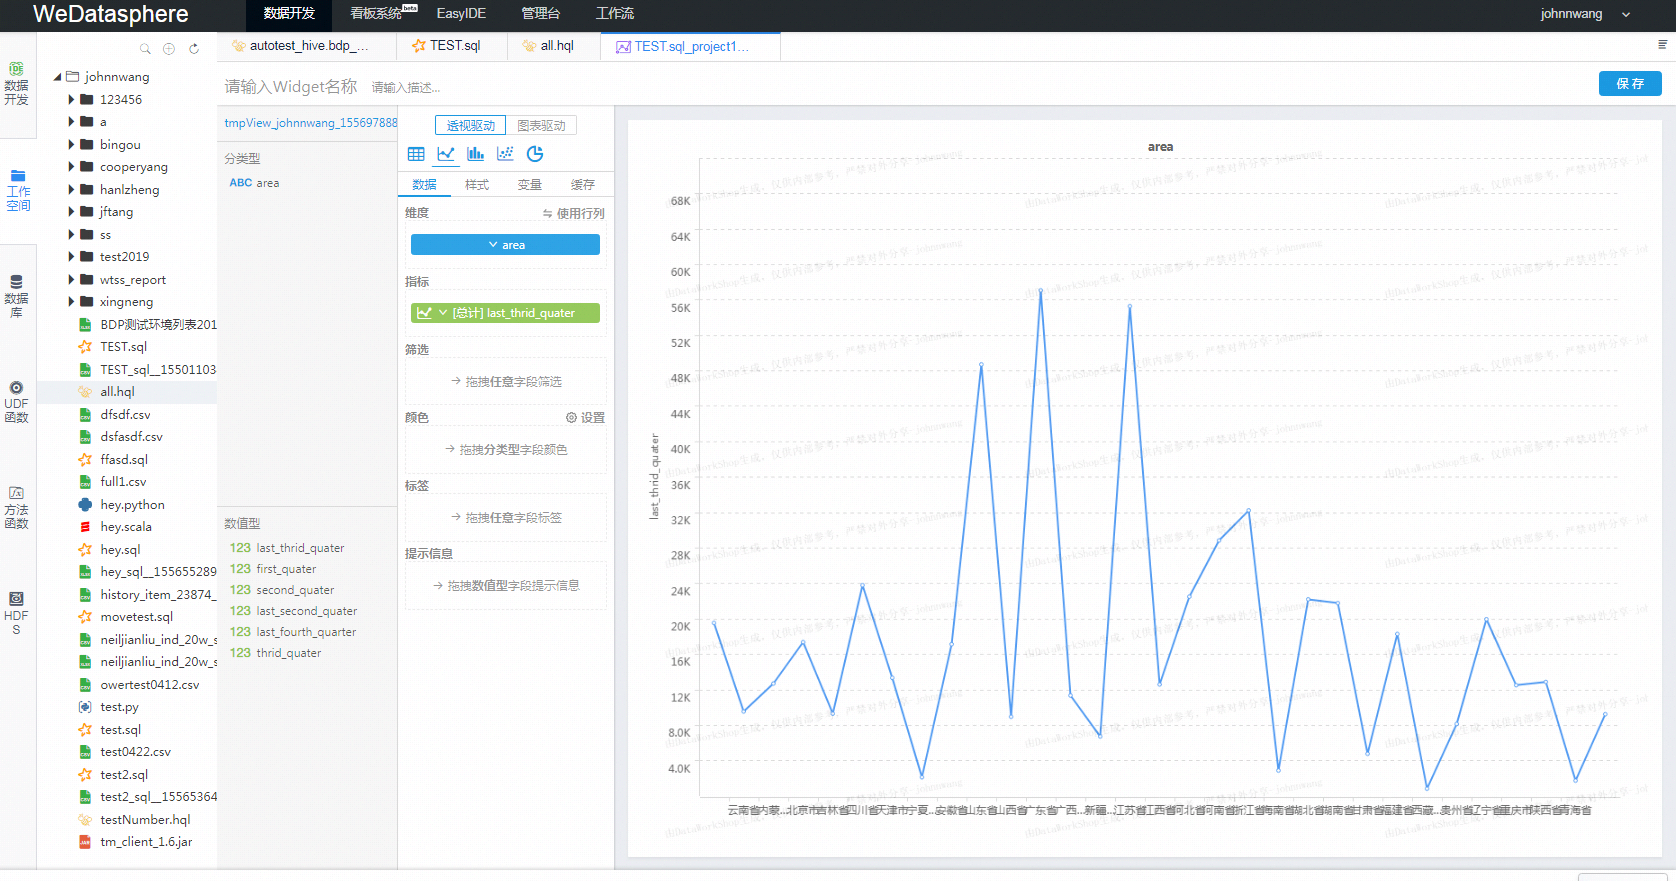 WeDatasphere
数据开发
看板系统 beta
EasyIDE
管理台
工作流
johnnwang
数据
开发
工作
空间
数据
库
UDF
函数
方法
函数
HDF
S
johnnwang
123456
a
bingou
cooperyang
hanlzheng
jftang
ss
test2019
wtss_report
xingneng
BDP测试环境列表201
TEST.sql
TEST_sql__15501103
all.hql
dfsdf.csv
dsfasdf.csv
ffasd.sql
full1.csv
hey.python
hey.scala
hey.sql
hey_sql__155655289
history_item_23874_
movetest.sql
neiljianliu_ind_20w_s
neiljianliu_ind_20w_s
owertest0412.csv
test.py
test.sql
test0422.csv
test2.sql
test2_sql__15565364
testNumber.hql
tm_client_1.6.jar
autotest_hive.bdp_...
TEST.sql
all.hql
TEST.sql_project1...
请输入Widget名称
请输入描述...
保 存
tmpView_johnnwang_155697888
分类型
ABC area
数值型
123 last_thrid_quater
123 first_quater
123 second_quater
123 last_second_quater
123 last_fourth_quarter
123 thrid_quater
透视驱动
图表驱动
数据
样式
变量
缓存
维度
使用行列
area
指标
[总计] last_thrid_quater
筛选
拖拽任意字段筛选
颜色
设置
拖拽分类型字段颜色
标签
拖拽任意字段标签
提示信息
拖拽数值型字段提示信息
area
68K
64K
60K
56K
52K
48K
44K
40K
36K
32K
28K
24K
20K
16K
12K
8.0K
4.0K
last_thrid_quater
云南省
内蒙...
北京市
吉林省
四川省
天津市
宁夏...
安徽省
山东省
山西省
广东省
广西...
新疆...
江苏省
江西省
河北省
河南省
浙江省
海南省
湖北省
湖南省
甘肃省
福建省
西藏...
贵州省
辽宁省
重庆市
陕西省
青海省